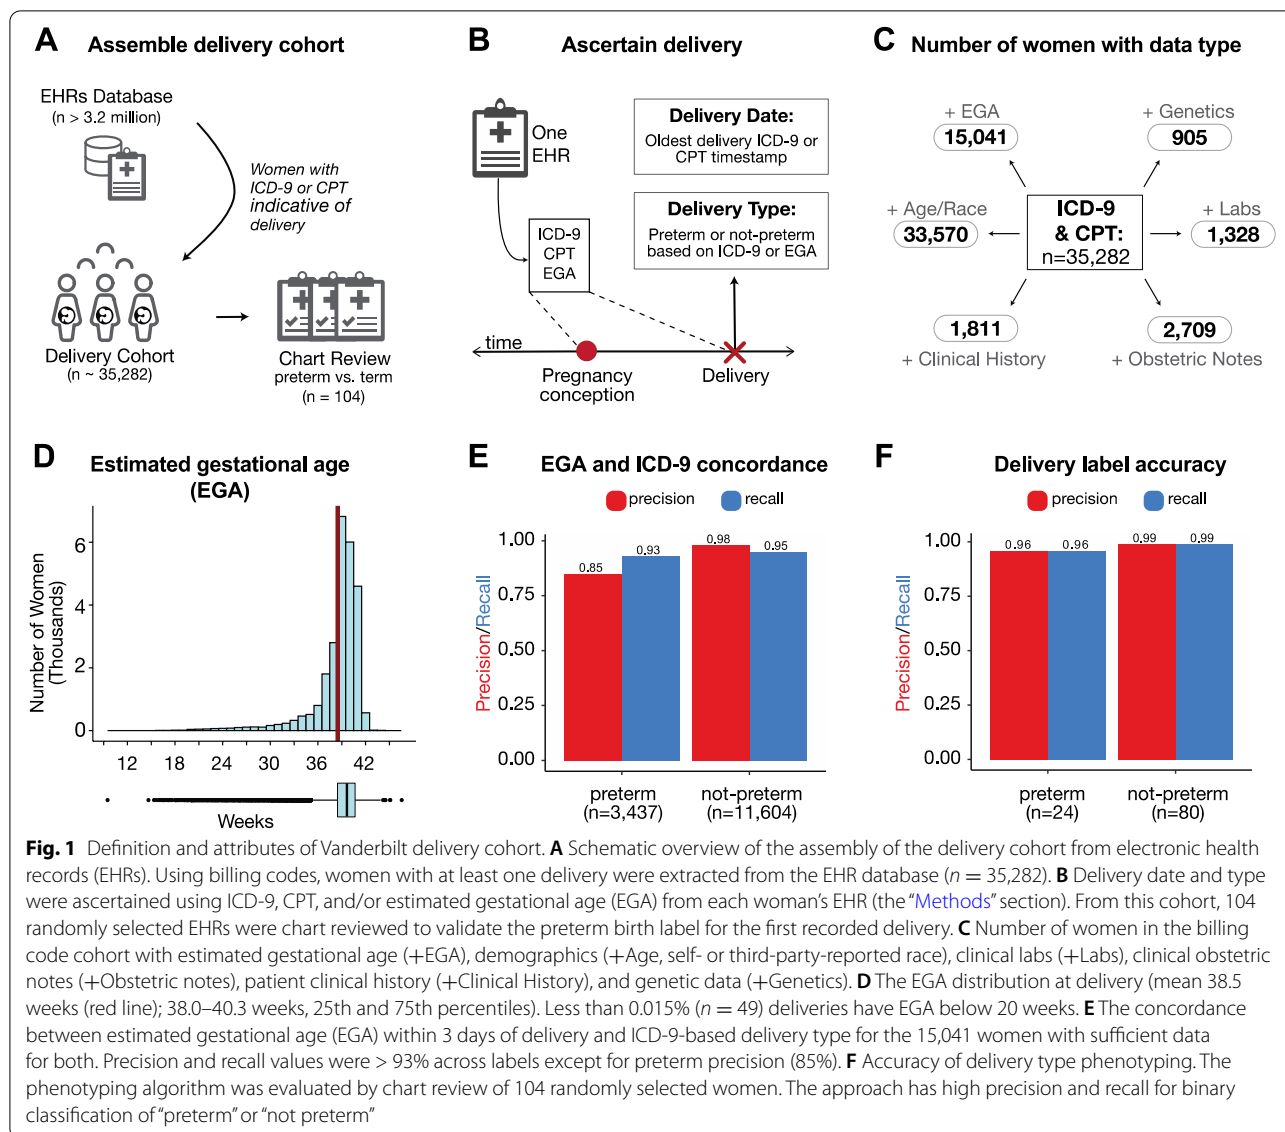 A Assemble delivery cohort
EHRs Database
(n > 3.2 million)
Women with
ICD-9 or CPT
indicative of
delivery
Delivery Cohort
(n ~ 35,282)
Chart Review
preterm vs. term
(n = 104)
B Ascertain delivery
One
EHR
Delivery Date:
Oldest delivery ICD-9 or
CPT timestamp
Delivery Type:
Preterm or not-preterm
based on ICD-9 or EGA
ICD-9
CPT
EGA
time
Pregnancy
conception
Delivery
C Number of women with data type
+ EGA
15,041
+ Genetics
905
+ Age/Race
33,570
ICD-9
& CPT:
n=35,282
+ Labs
1,328
1,811
+ Clinical History
2,709
+ Obstetric Notes
D Estimated gestational age
(EGA)
Number of Women
(Thousands)
6
4
2
0
12 18 24 30 36 42
Weeks
E EGA and ICD-9 concordance
precision recall
Precision/Recall
1.00
0.75
0.50
0.25
0.00
0.85 0.93 0.98 0.95
preterm
(n=3,437)
not-preterm
(n=11,604)
F Delivery label accuracy
precision recall
Precision/Recall
1.00
0.75
0.50
0.25
0.00
0.96 0.96 0.99 0.99
preterm
(n=24)
not-preterm
(n=80)
Fig. 1 Definition and attributes of Vanderbilt delivery cohort. A Schematic overview of the assembly of the delivery cohort from electronic health
records (EHRs). Using billing codes, women with at least one delivery were extracted from the EHR database (n = 35,282). B Delivery date and type
were ascertained using ICD-9, CPT, and/or estimated gestational age (EGA) from each woman's EHR (the "Methods" section). From this cohort, 104
randomly selected EHRs were chart reviewed to validate the preterm birth label for the first recorded delivery. C Number of women in the billing
code cohort with estimated gestational age (+EGA), demographics (+Age, self- or third-party-reported race), clinical labs (+Labs), clinical obstetric
notes (+Obstetric notes), patient clinical history (+Clinical History), and genetic data (+Genetics). D The EGA distribution at delivery (mean 38.5
weeks (red line); 38.0–40.3 weeks, 25th and 75th percentiles). Less than 0.015% (n = 49) deliveries have EGA below 20 weeks. E The concordance
between estimated gestational age (EGA) within 3 days of delivery and ICD-9-based delivery type for the 15,041 women with sufficient data
for both. Precision and recall values were > 93% across labels except for preterm precision (85%). F Accuracy of delivery type phenotyping. The
phenotyping algorithm was evaluated by chart review of 104 randomly selected women. The approach has high precision and recall for binary
classification of "preterm" or "not preterm"